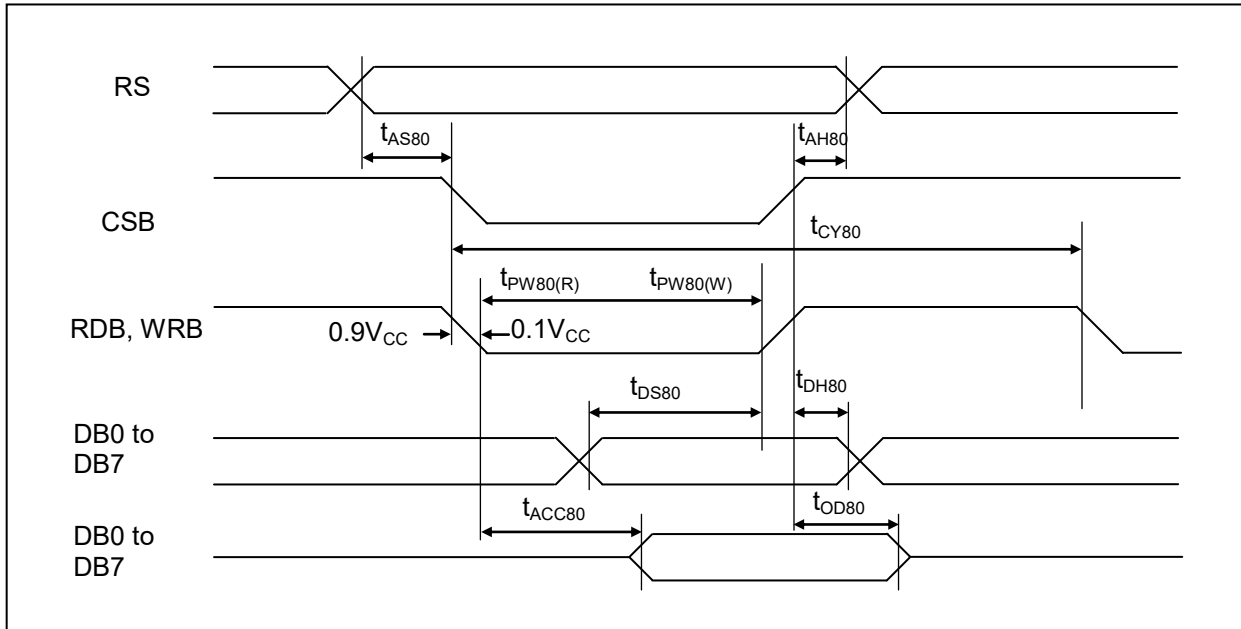 RS
tAS80
tAH80
CSB
tCY80
tPW80(R)
tPW80(W)
RDB, WRB
0.9VCC
0.1VCC
tDS80
tDH80
DB0 to
DB7
tACC80
tOD80
DB0 to
DB7